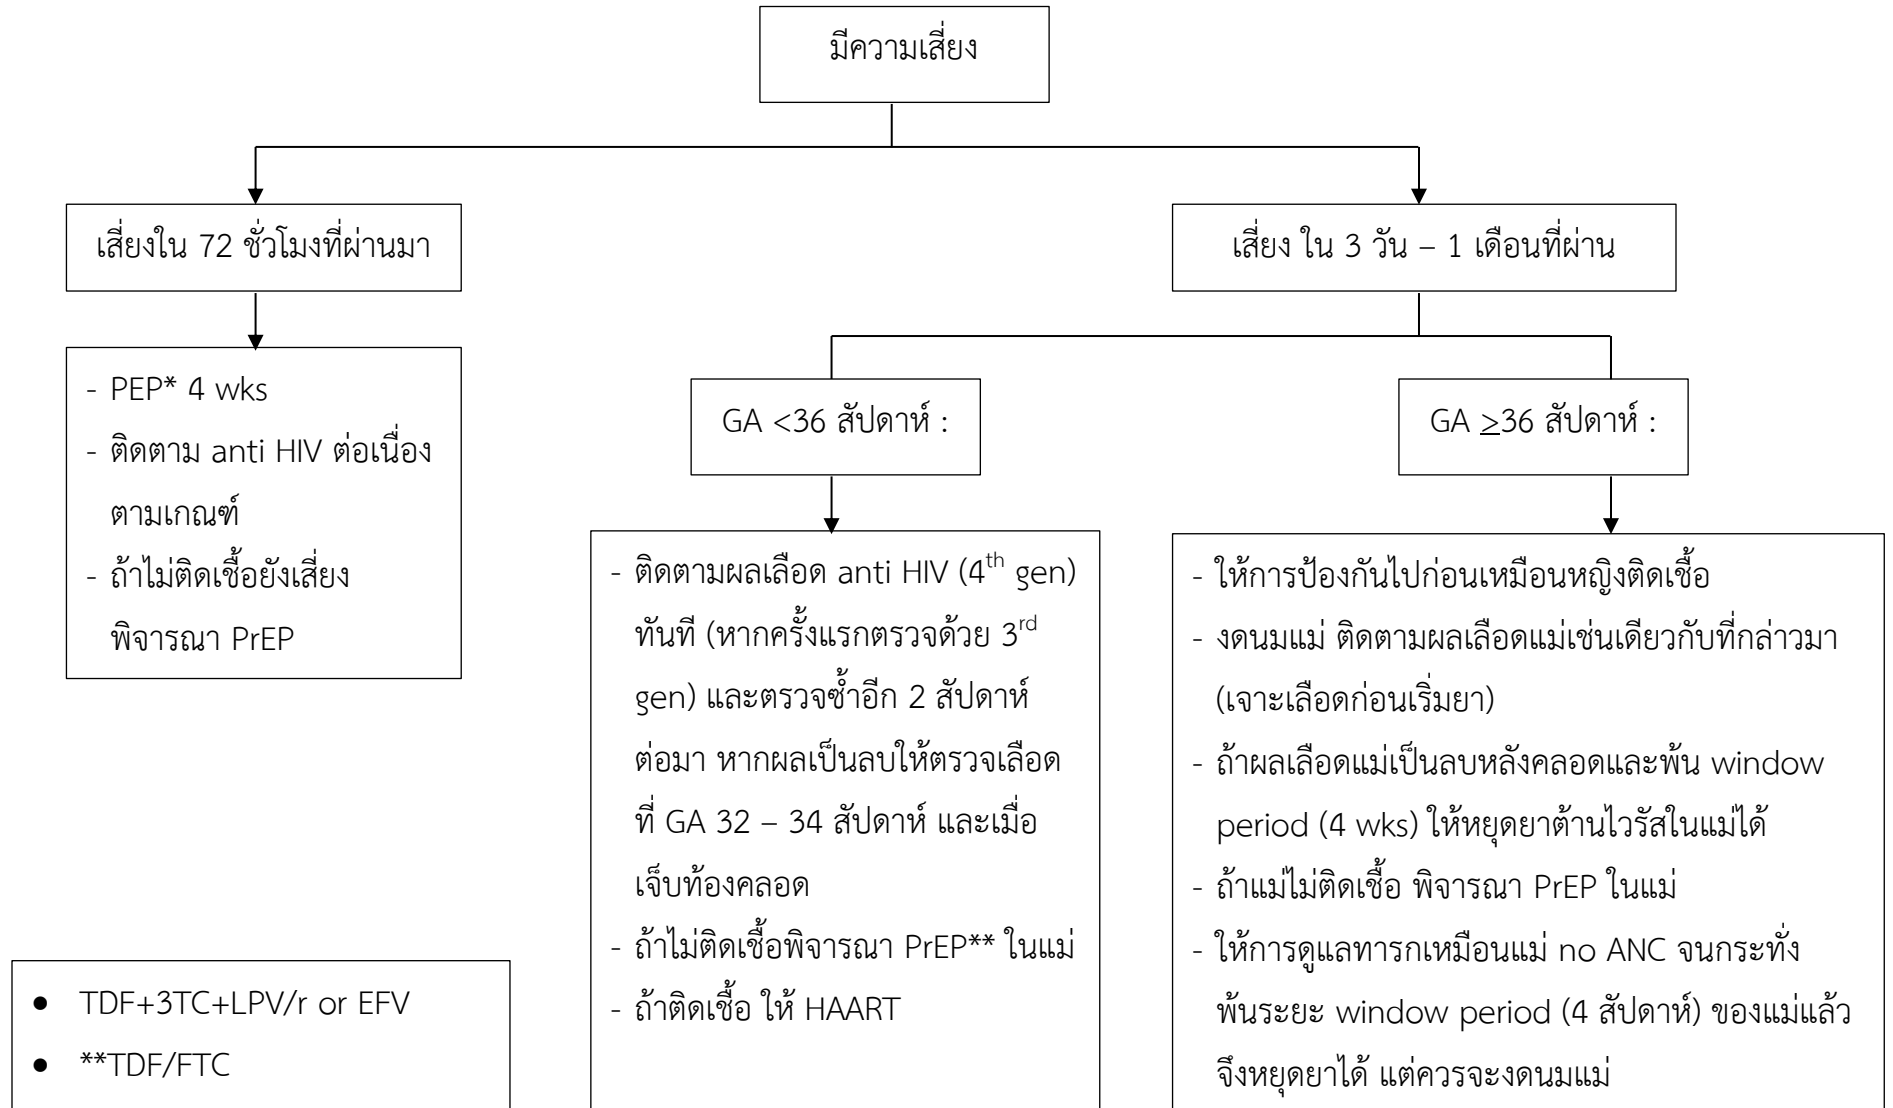 มีความเสี่ยง
เสี่ยงใน 72 ชั่วโมงที่ผ่านมา
- PEP* 4 wks
- ติดตาม anti HIV ต่อเนื่อง
ตามเกณฑ์
- ถ้าไม่ติดเชื้อยังเสี่ยง
พิจารณา PrEP
เสี่ยง ใน 3 วัน – 1 เดือนที่ผ่าน
GA <36 สัปดาห์ :
- ติดตามผลเลือด anti HIV (4th gen)
ทันที (หากครั้งแรกตรวจด้วย 3rd
gen) และตรวจซ้ำอีก 2 สัปดาห์
ต่อมา หากผลเป็นลบให้ตรวจเลือด
ที่ GA 32 – 34 สัปดาห์ และเมื่อ
เจ็บท้องคลอด
- ถ้าไม่ติดเชื้อพิจารณา PrEP** ในแม่
- ถ้าติดเชื้อ ให้ HAART
GA ≥36 สัปดาห์ :
- ให้การป้องกันไปก่อนเหมือนหญิงติดเชื้อ
- งดนมแม่ ติดตามผลเลือดแม่เช่นเดียวกับที่กล่าวมา
(เจาะเลือดก่อนเริ่มยา)
- ถ้าผลเลือดแม่เป็นลบหลังคลอดและพ้น window
period (4 wks) ให้หยุดยาต้านไวรัสในแม่ได้
- ถ้าแม่ไม่ติดเชื้อ พิจารณา PrEP ในแม่
- ให้การดูแลทารกเหมือนแม่ no ANC จนกระทั่ง
พ้นระยะ window period (4 สัปดาห์) ของแม่แล้ว
จึงหยุดยาได้ แต่ควรจะงดนมแม่
• TDF+3TC+LPV/r or EFV
• **TDF/FTC